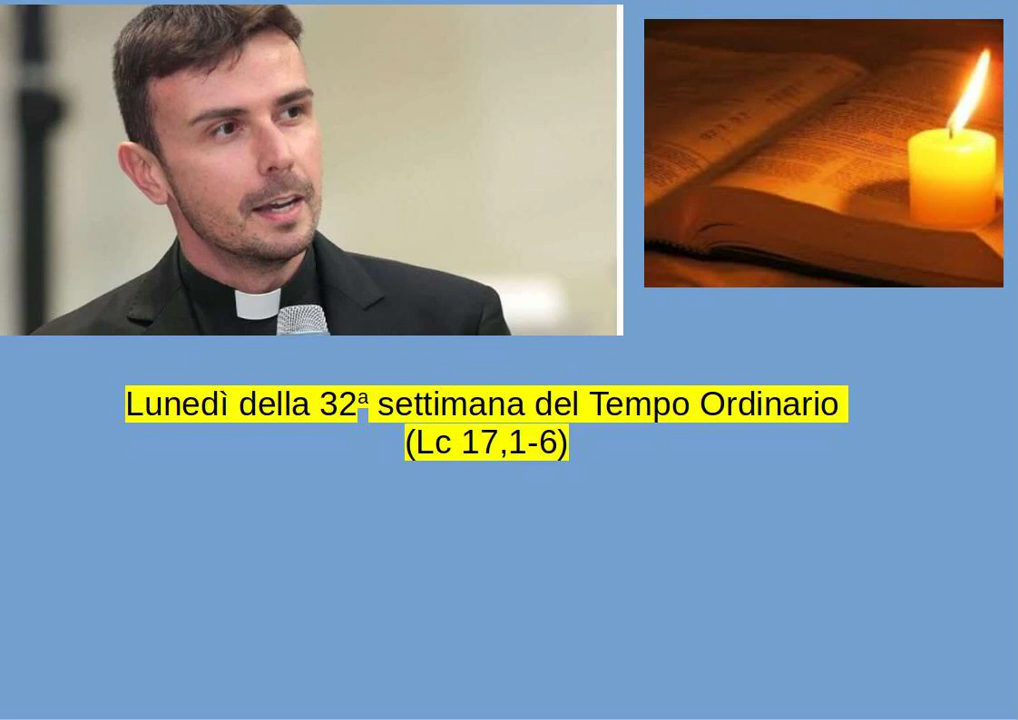 Lunedì della 32ª settimana del Tempo Ordinario
(Lc 17,1-6)